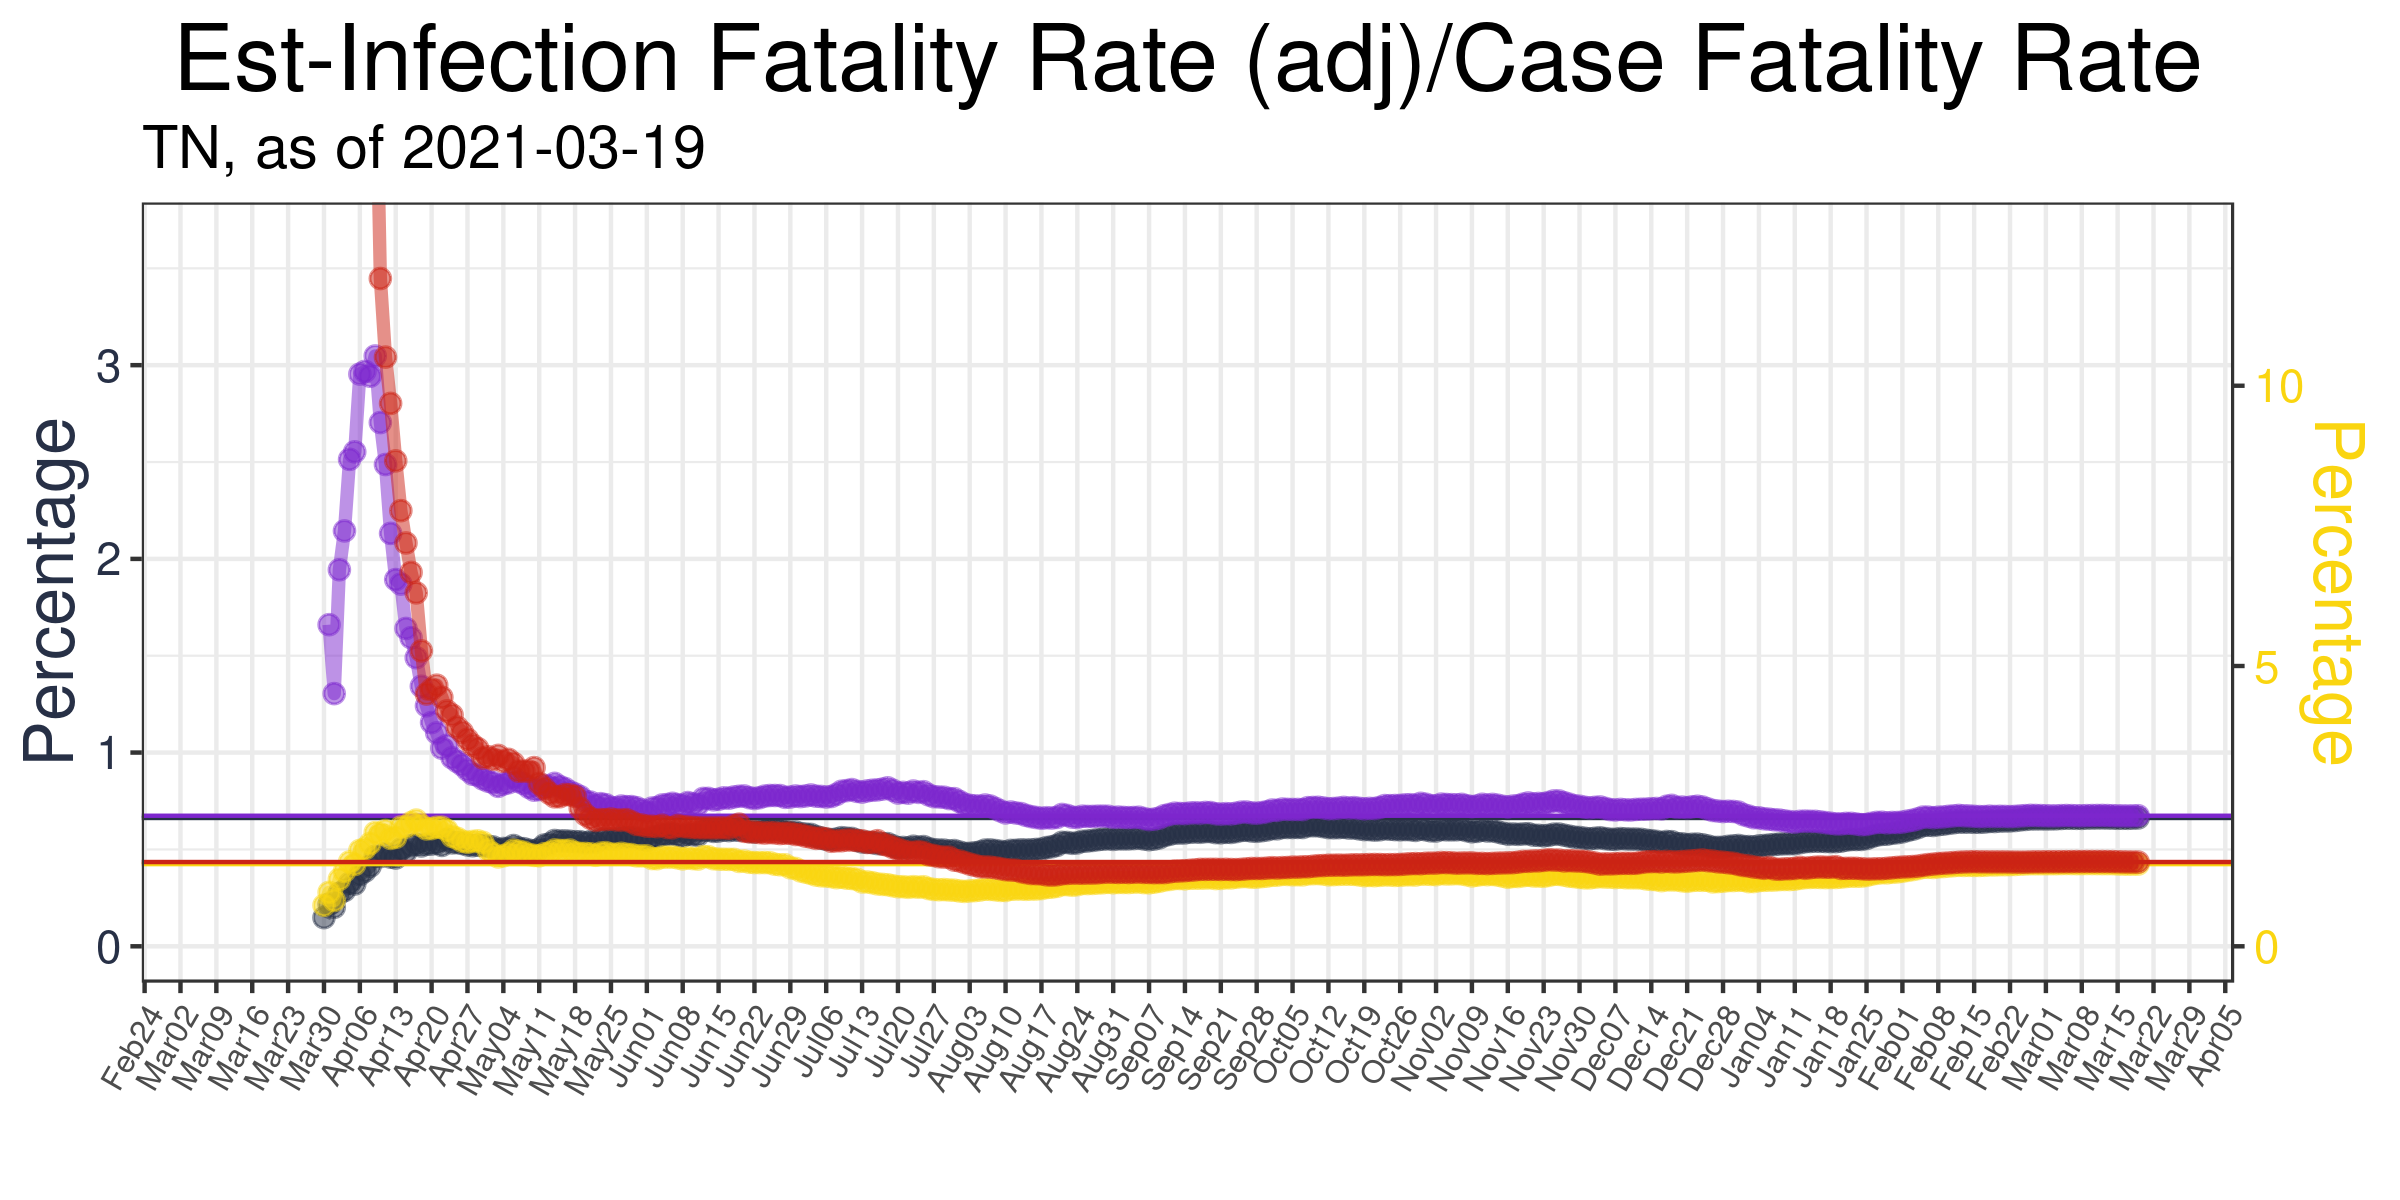 Est-Infection Fatality Rate (adj)/Case Fatality Rate
TN, as of 2021-03-19
Percentage
3
2
1
0
10
5
0
Percentage
Feb24
Mar02
Mar09
Mar16
Mar23
Mar30
Apr06
Apr13
Apr20
Apr27
May04
May11
May18
May25
Jun01
Jun08
Jun15
Jun22
Jun29
Jul06
Jul13
Jul20
Jul27
Aug03
Aug10
Aug17
Aug24
Aug31
Sep07
Sep14
Sep21
Sep28
Oct05
Oct12
Oct19
Oct26
Nov02
Nov09
Nov16
Nov23
Nov30
Dec07
Dec14
Dec21
Dec28
Jan04
Jan11
Jan18
Jan25
Feb01
Feb08
Feb15
Feb22
Mar01
Mar08
Mar15
Mar22
Mar29
Apr05